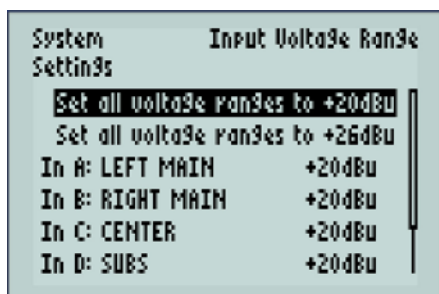 System Input Voltage Range
Settings
Set all voltage ranges to +20dBu
Set all voltage ranges to +26dBu
In A: LEFT MAIN +20dBu
In B: RIGHT MAIN +20dBu
In C: CENTER +20dBu
In D: SUBS +20dBu